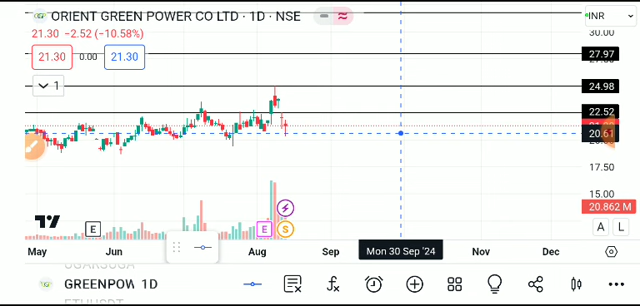 ORIENT GREEN POWER CO LTD · 1D · NSE
INR
21.30 −2.52 (−10.58%)
30.00
21.30 0.00 21.30
27.97
1
24.98
22.52
20.61
17.50
15.00
20.862 M
E E S
A L
May Jun Aug Sep Mon 30 Sep '24 Nov Dec
UGARSUGA
GREENPOW 1D